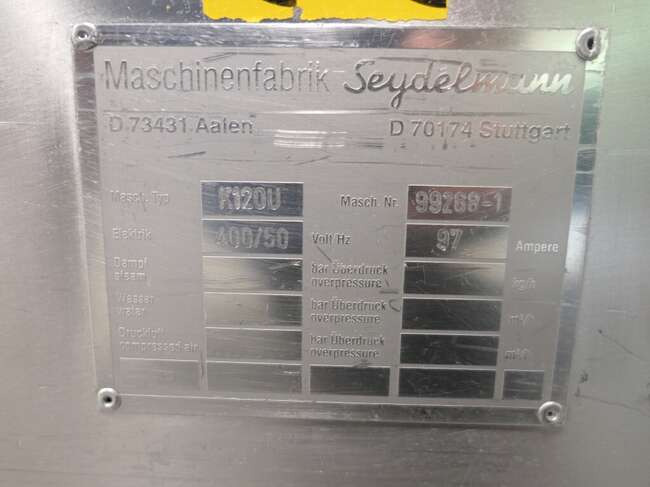 Maschinenfabrik Seydelmann
D 73431 Aalen D 70174 Stuttgart
Masch. Typ K120U Masch. Nr. 99268-1
Elektrik 400/50 Volt Hz 97 Ampere
Dampf bar Überdruck kg/h
steam overpressure
Wasser bar Überdruck
water overpressure
Druckluft bar Überdruck
compressed air overpressure